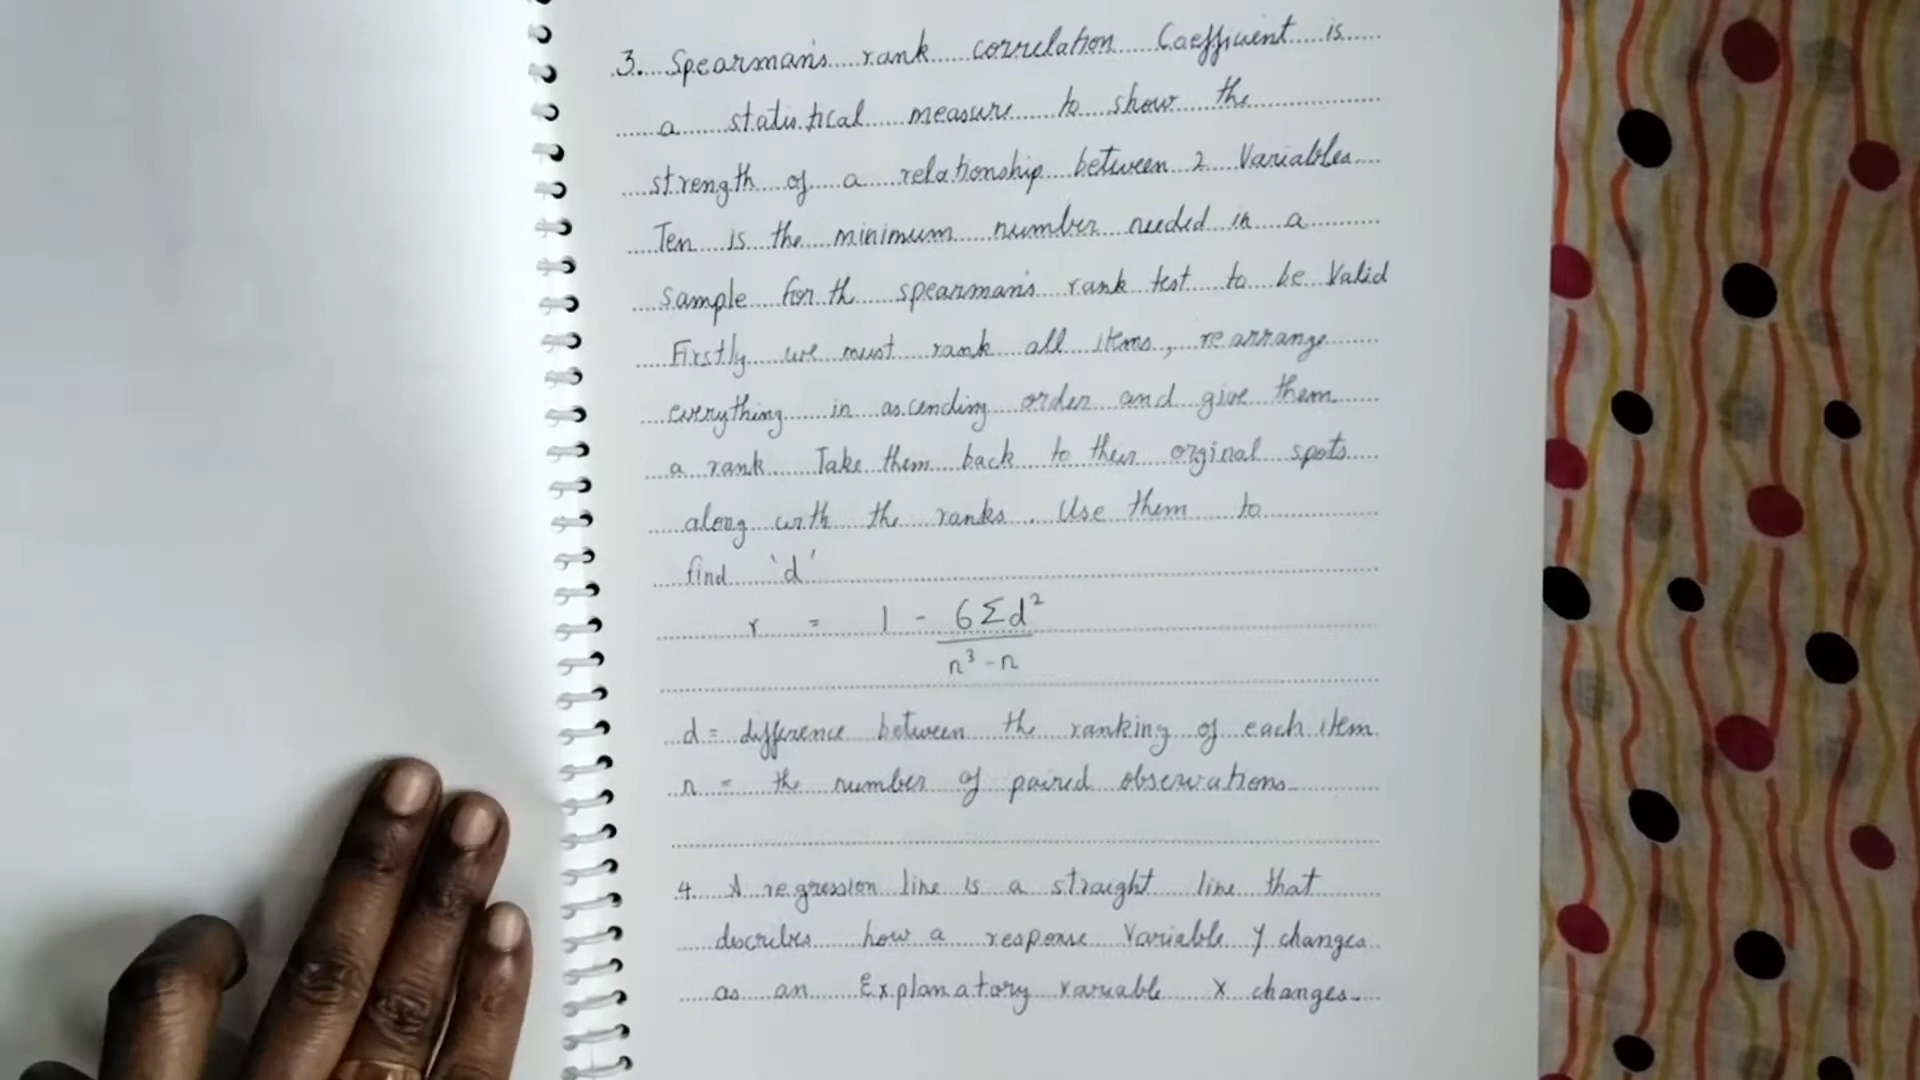 3. Spearman's rank correlation Coefficient is
a statistical measure to show the
strength of a relationship between 2 Variables
Ten is the minimum number needed in a
sample for th spearman's rank test to be Valid
Firstly we must rank all items, rearrange
everything in ascending order and give them
a rank. Take them back to their orginal spots
along with the ranks. Use them to
find 'd'
r = 1 - 6Σd²
n³ - n
d = difference between the ranking of each item
n = the number of paired observations
4. A regression line is a straight line that
describes how a response Variable y changes
as an Explanatory variable X changes.